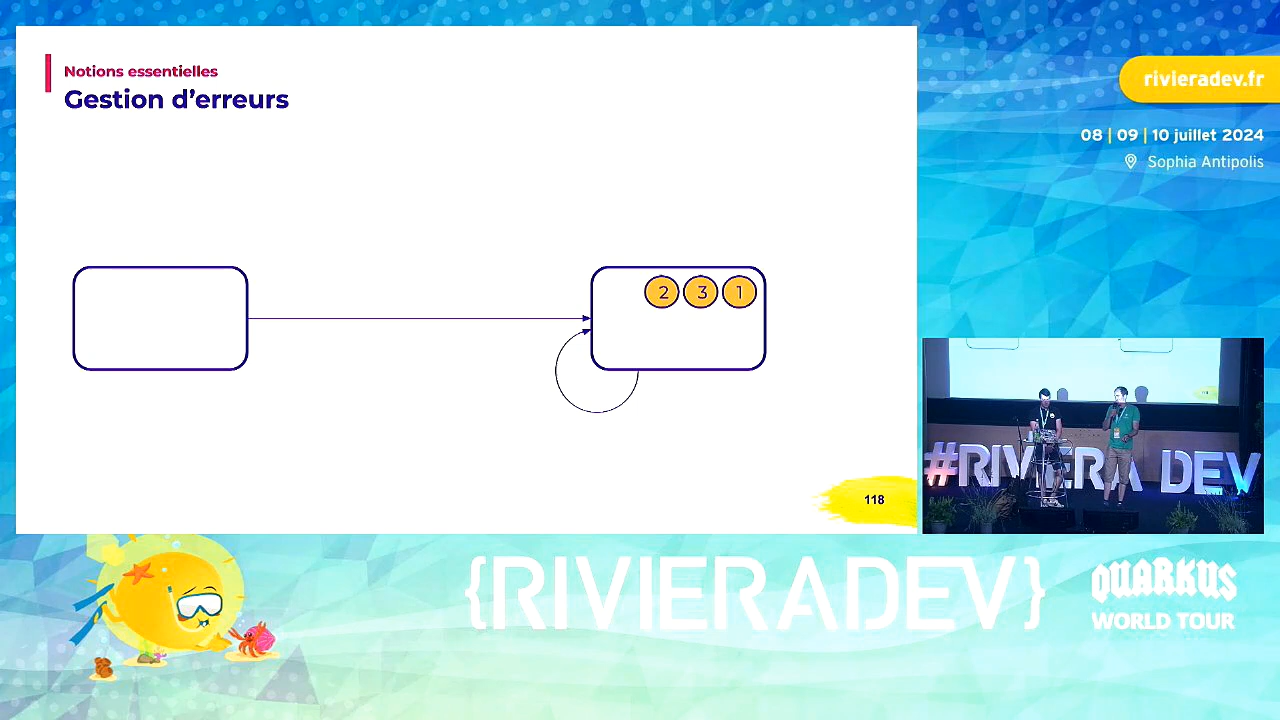 Notions essentielles
Gestion d'erreurs
2 3 1
118
rivieradev.fr
08 | 09 | 10 juillet 2024
Sophia Antipolis
#RIVIERA DEV
{RIVIERADEV}
QUARKUS
WORLD TOUR